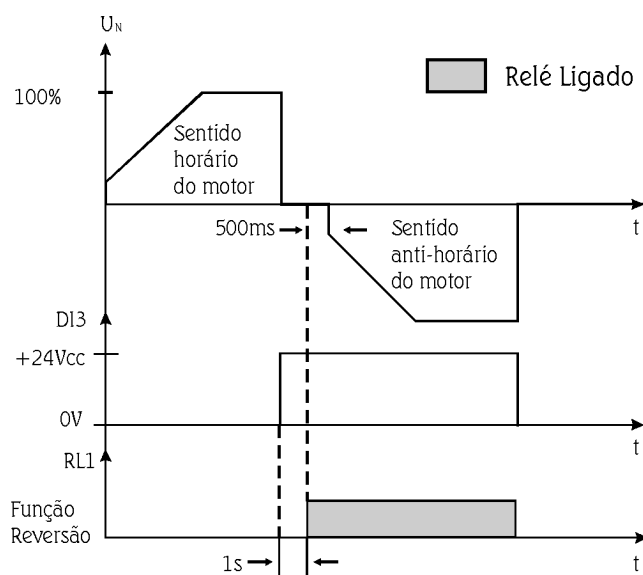 U_N
Relé Ligado
100%
Sentido
horário
do motor
t
500ms
Sentido
anti-horário
do motor
DI3
+24Vcc
0V
t
RL1
Função
Reversão
1s
t